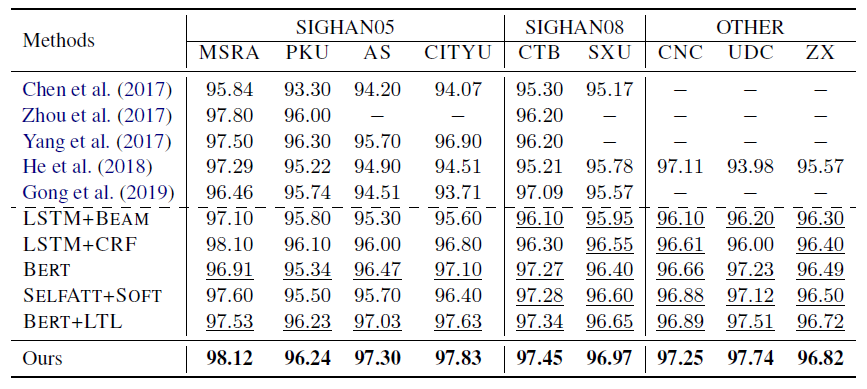 Methods SIGHAN05 SIGHAN08 OTHER
MSRA PKU AS CITYU CTB SXU CNC UDC ZX
Chen et al. (2017) 95.84 93.30 94.20 94.07 95.30 95.17 – – –
Zhou et al. (2017) 97.80 96.00 – – 96.20 – – – –
Yang et al. (2017) 97.50 96.30 95.70 96.90 96.20 – – – –
He et al. (2018) 97.29 95.22 94.90 94.51 95.21 95.78 97.11 93.98 95.57
Gong et al. (2019) 96.46 95.74 94.51 93.71 97.09 95.57 – – –
LSTM+BEAM 97.10 95.80 95.30 95.60 96.10 95.95 96.10 96.20 96.30
LSTM+CRF 98.10 96.10 96.00 96.80 96.30 96.55 96.61 96.00 96.40
BERT 96.91 95.34 96.47 97.10 97.27 96.40 96.66 97.23 96.49
SELFATT+SOFT 97.60 95.50 95.70 96.40 97.28 96.60 96.88 97.12 96.50
BERT+LTL 97.53 96.23 97.03 97.63 97.34 96.65 96.89 97.51 96.72
Ours 98.12 96.24 97.30 97.83 97.45 96.97 97.25 97.74 96.82